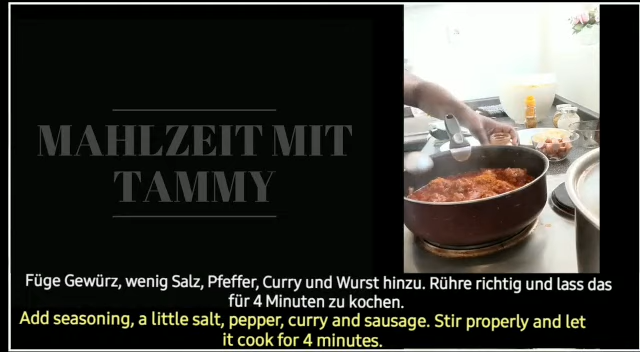 MAHLZEIT MIT
TAMMY
Füge Gewürz, wenig Salz, Pfeffer, Curry und Wurst hinzu. Rühre richtig und lass das
für 4 Minuten zu kochen.
Add seasoning, a little salt, pepper, curry and sausage. Stir properly and let
it cook for 4 minutes.